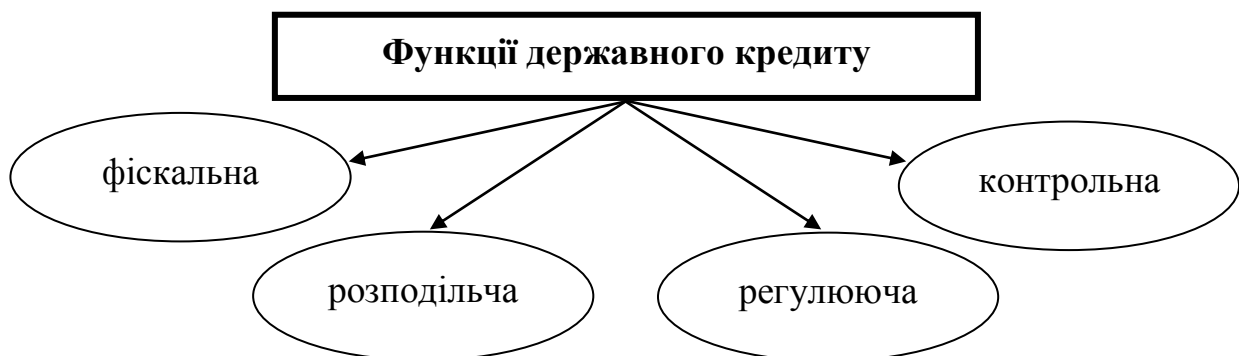 Функції державного кредиту
фіскальна
контрольна
розподільча
регулююча